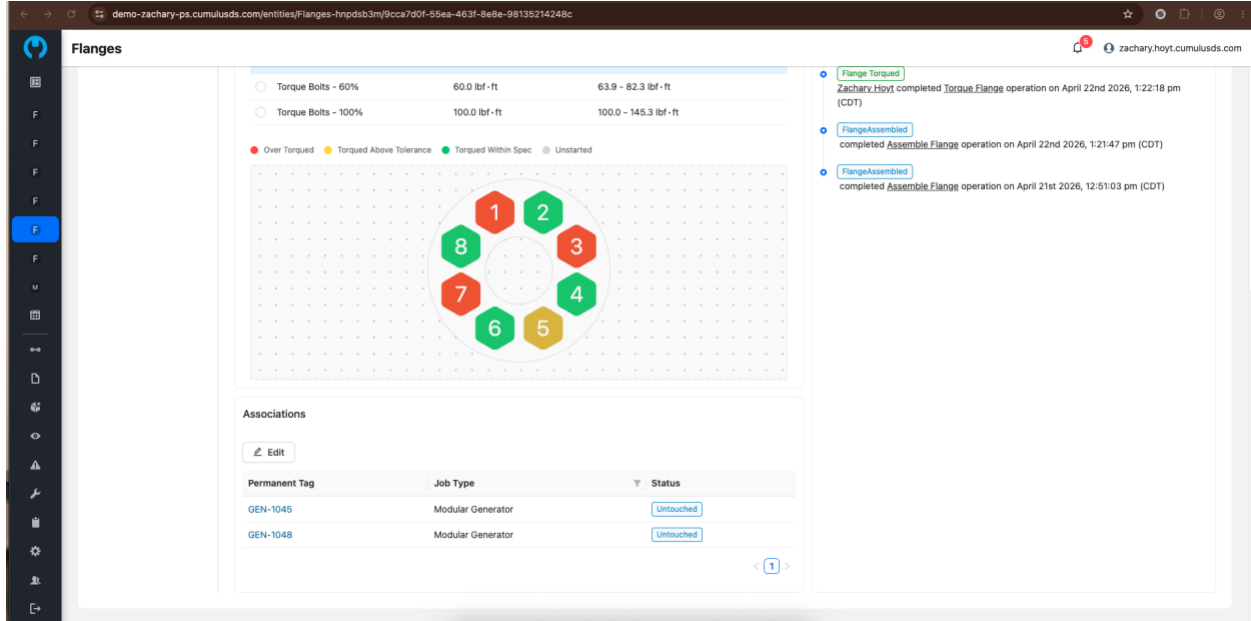 demo-zachary-ps.cumulusds.com/entities/Flanges-hnpdsb3m/9cca7d0f-55ea-463f-8e8e-98135214248c
Flanges
5
zachary.hoyt.cumulusds.com
F
F
F
F
F
F
M
Torque Bolts - 60% 60.0 lbf·ft 63.9 - 82.3 lbf·ft
Torque Bolts - 100% 100.0 lbf·ft 100.0 - 145.3 lbf·ft
Over Torqued Torqued Above Tolerance Torqued Within Spec Unstarted
1 2
8 3
7 4
6 5
Associations
Edit
Permanent Tag Job Type Status
GEN-1045 Modular Generator Untouched
GEN-1048 Modular Generator Untouched
< 1 >
Flange Torqued
Zachary Hoyt completed Torque Flange operation on April 22nd 2026, 1:22:18 pm
(CDT)
FlangeAssembled
completed Assemble Flange operation on April 22nd 2026, 1:21:47 pm (CDT)
FlangeAssembled
completed Assemble Flange operation on April 21st 2026, 12:51:03 pm (CDT)